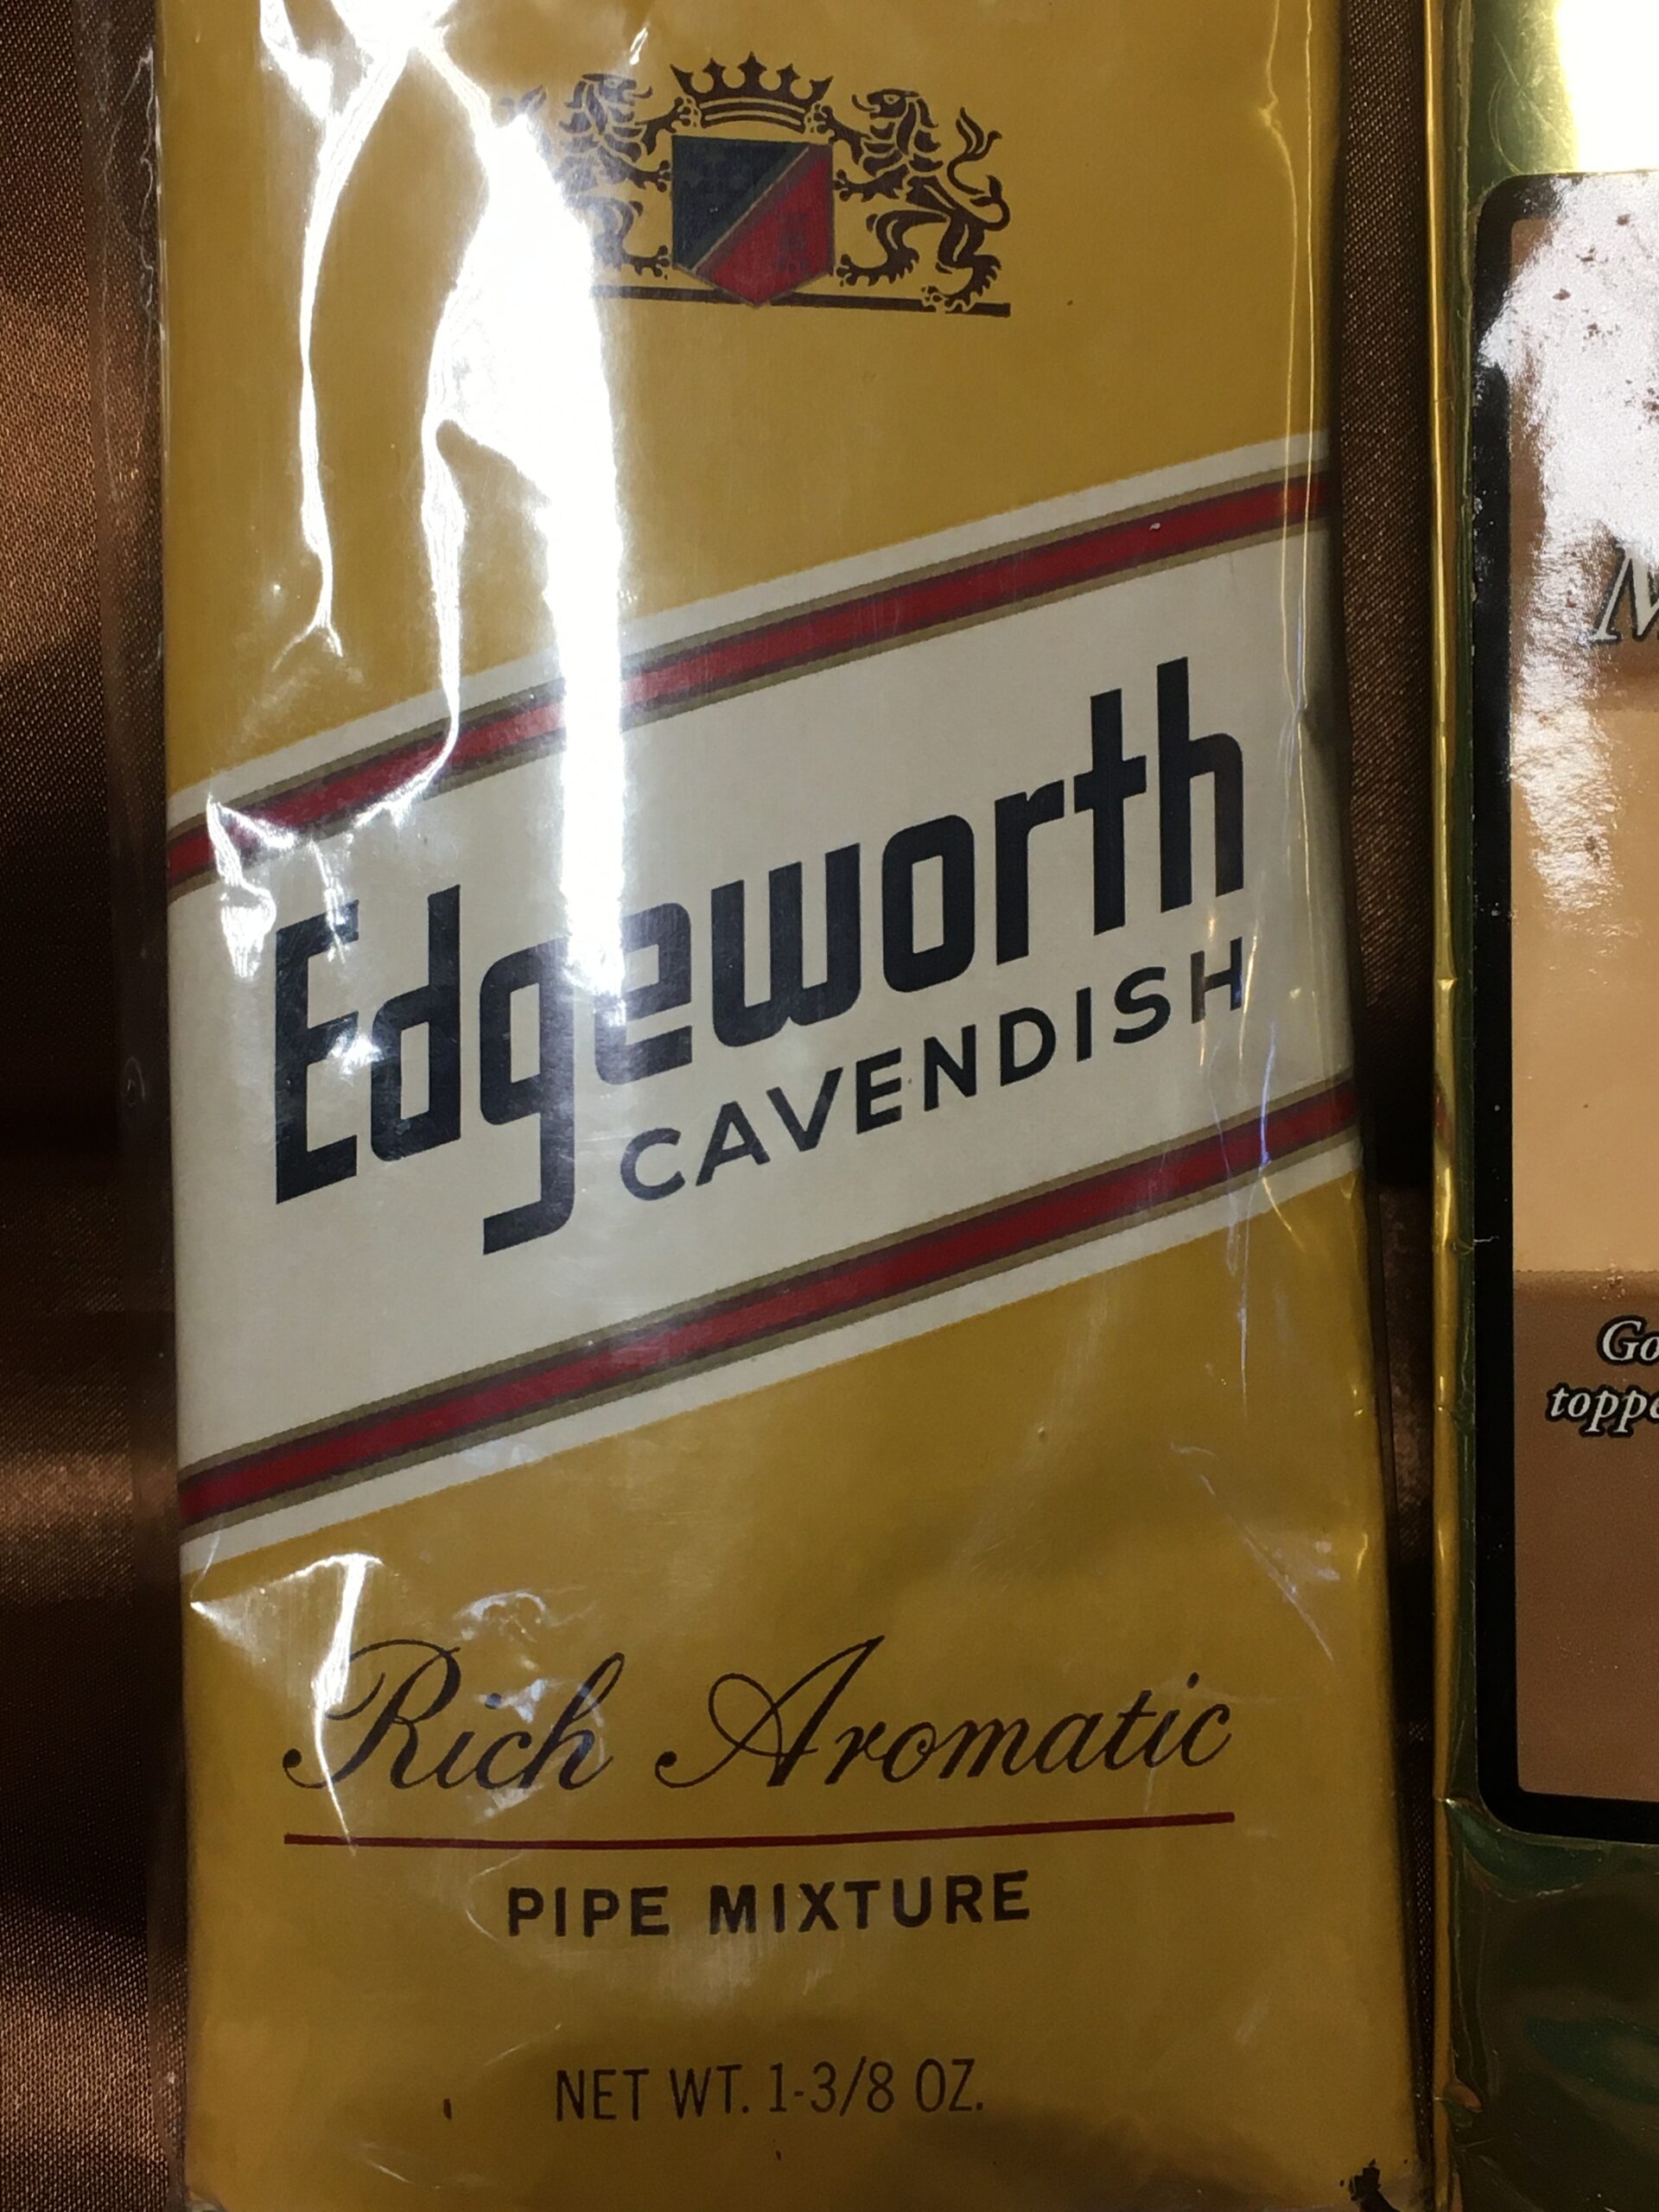 Edgeworth
CAVENDISH
Rich Aromatic
PIPE MIXTURE
NET WT. 1-3/8 OZ.